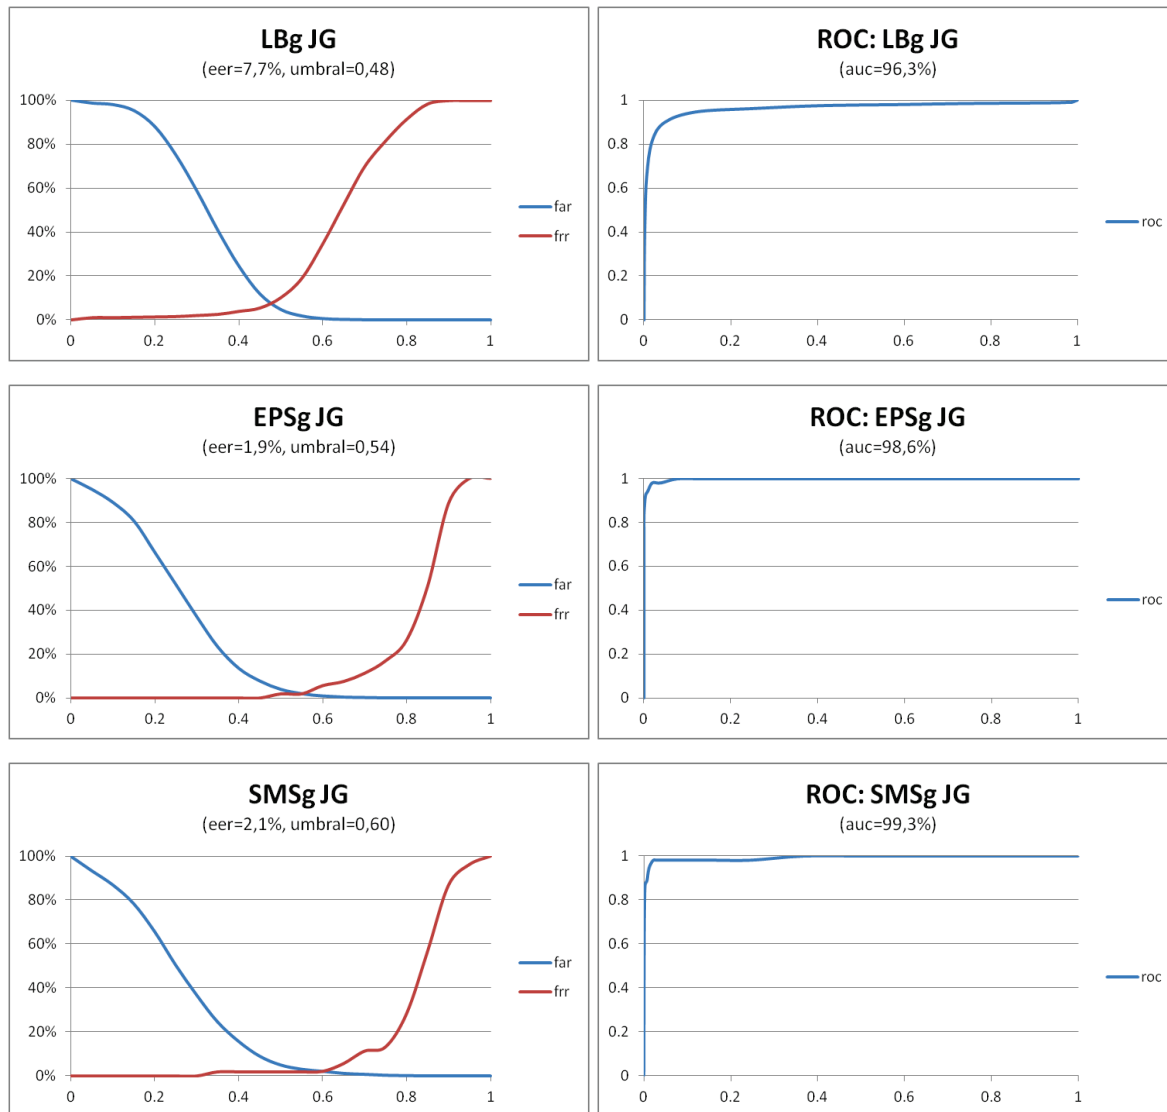 LBg JG
(eer=7,7%, umbral=0,48)
100%
80%
60%
40%
20%
0%
0 0.2 0.4 0.6 0.8 1
far
frr
ROC: LBg JG
(auc=96,3%)
1
0.8
0.6
0.4
0.2
0
0 0.2 0.4 0.6 0.8 1
roc
EPSg JG
(eer=1,9%, umbral=0,54)
100%
80%
60%
40%
20%
0%
0 0.2 0.4 0.6 0.8 1
far
frr
ROC: EPSg JG
(auc=98,6%)
1
0.8
0.6
0.4
0.2
0
0 0.2 0.4 0.6 0.8 1
roc
SMSg JG
(eer=2,1%, umbral=0,60)
100%
80%
60%
40%
20%
0%
0 0.2 0.4 0.6 0.8 1
far
frr
ROC: SMSg JG
(auc=99,3%)
1
0.8
0.6
0.4
0.2
0
0 0.2 0.4 0.6 0.8 1
roc